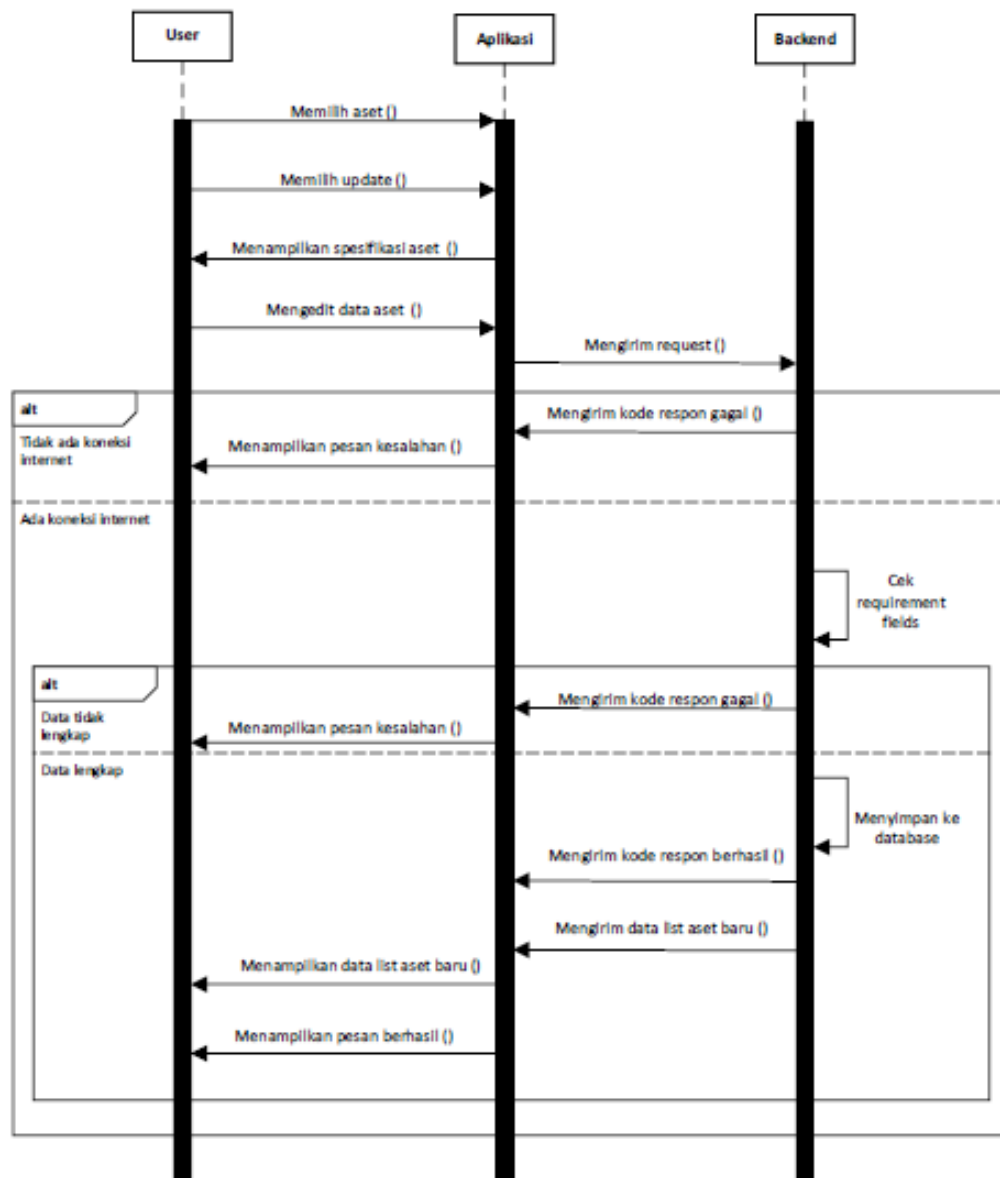 User
Aplikasi
Backend
Memilih aset ()
Memilih update ()
Menampilkan spesifikasi aset ()
Mengedit data aset ()
Mengirim request ()
alt
Mengirim kode respon gagal ()
Tidak ada koneksi
internet
Menampilkan pesan kesalahan ()
Ada koneksi internet
Cek
requirement
fields
alt
Mengirim kode respon gagal ()
Data tidak
lengkap
Menampilkan pesan kesalahan ()
Data lengkap
Menyimpan ke
database
Mengirim kode respon berhasil ()
Mengirim data list aset baru ()
Menampilkan data list aset baru ()
Menampilkan pesan berhasil ()